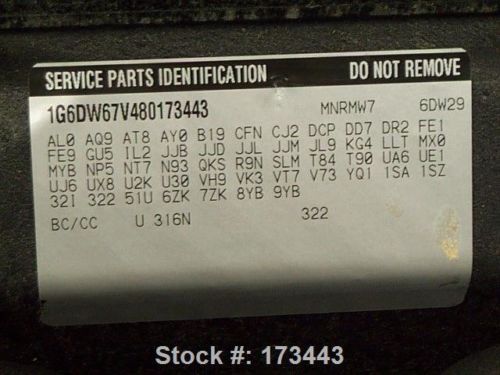 SERVICE PARTS IDENTIFICATION DO NOT REMOVE
1G6DW67V480173443 MNRMW7 6DW29
AL0 AQ9 AT8 AY0 B19 CFN CJ2 DCP DD7 DR2 FE1
FE9 GU5 IL2 JJB JJD JJL JJM JL9 KG4 LLT MX0
MYB NP5 NT7 N93 QKS R9N SLM T84 T90 UA6 UE1
UJ6 UX8 U2K U30 VH9 VK3 VT7 V73 YQ1 1SA 1SZ
32I 322 51U 6ZK 7ZK 8YB 9YB
BC/CC U 316N 322
Stock #: 173443